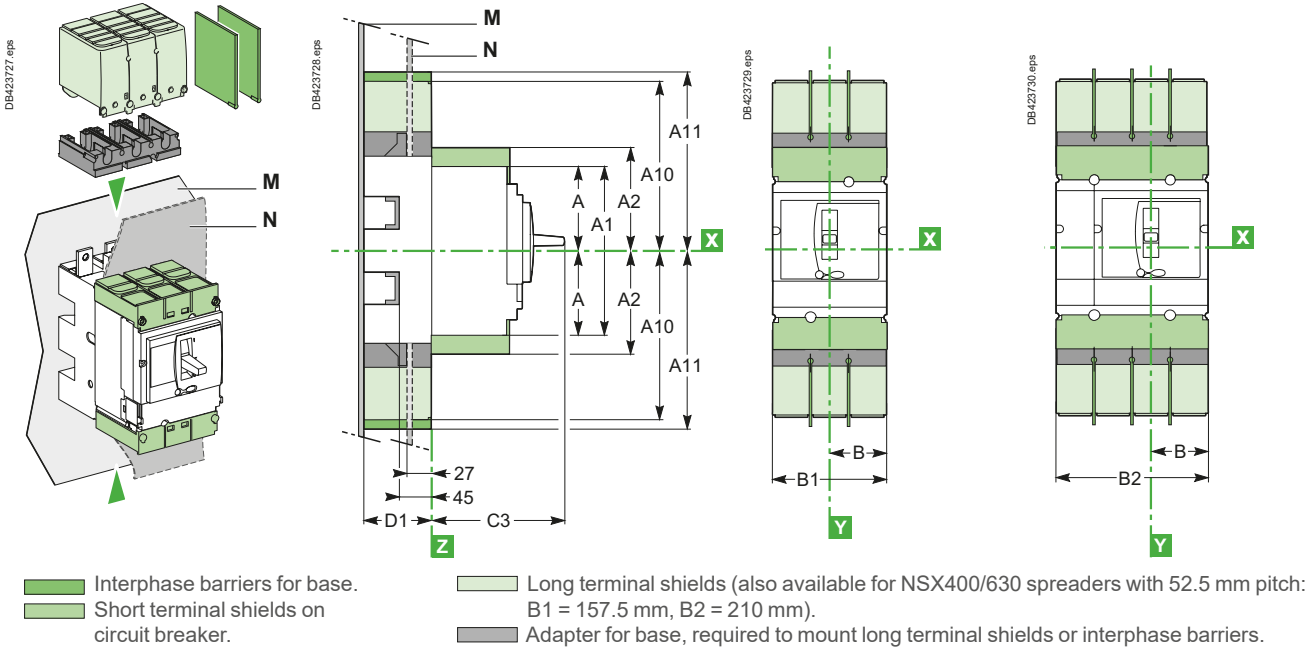 DB423727.eps
M
N
DB423728.eps
M
N
A11
A10
A2
A
A1
X
A
A2
A10
A11
27
45
D1
C3
Z
DB423729.eps
X
B
B1
Y
DB423730.eps
X
B
B2
Y
Interphase barriers for base.
Short terminal shields on
circuit breaker.
Long terminal shields (also available for NSX400/630 spreaders with 52.5 mm pitch:
B1 = 157.5 mm, B2 = 210 mm).
Adapter for base, required to mount long terminal shields or interphase barriers.